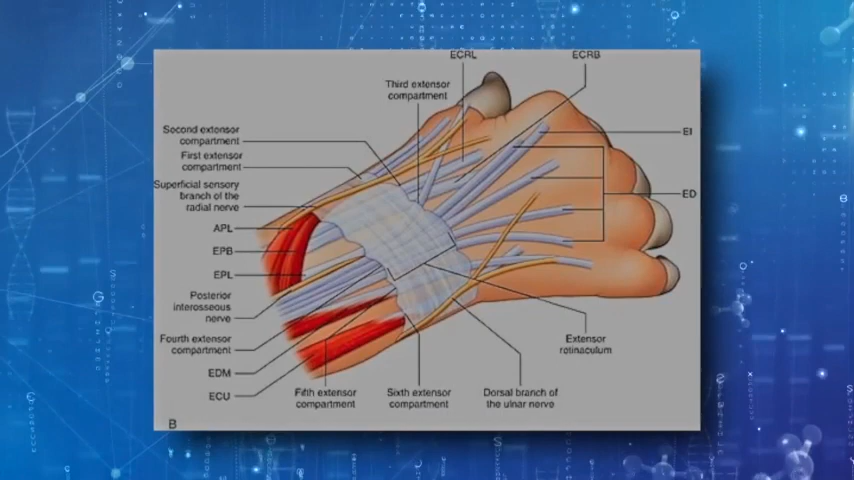 ECRL
ECRB
Third extensor
compartment
Second extensor
compartment
First extensor
compartment
EI
Superficial sensory
branch of the
radial nerve
ED
APL
EPB
EPL
Posterior
interosseous
nerve
Fourth extensor
compartment
Extensor
retinaculum
EDM
ECU
Fifth extensor
compartment
Sixth extensor
compartment
Dorsal branch of
the ulnar nerve
B